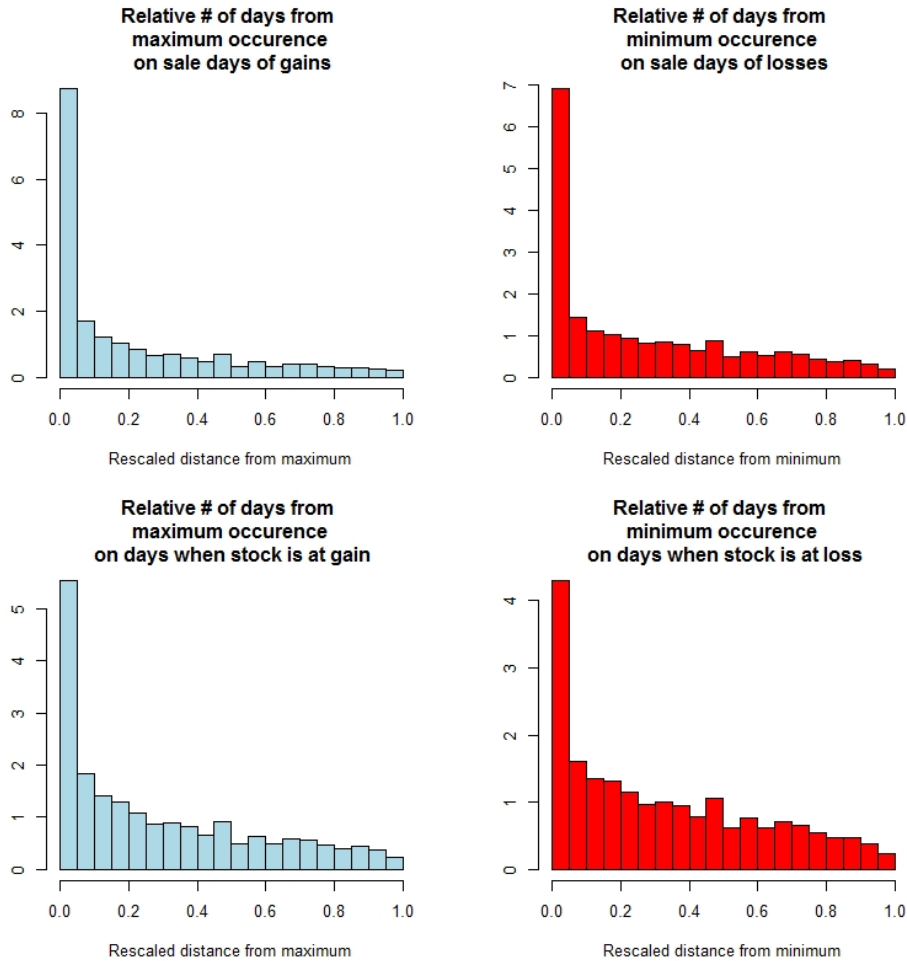 Relative # of days from
maximum occurence
on sale days of gains
8
6
4
2
0
0.0 0.2 0.4 0.6 0.8 1.0
Rescaled distance from maximum
Relative # of days from
minimum occurence
on sale days of losses
7
6
5
4
3
2
1
0
0.0 0.2 0.4 0.6 0.8 1.0
Rescaled distance from minimum
Relative # of days from
maximum occurence
on days when stock is at gain
5
4
3
2
1
0
0.0 0.2 0.4 0.6 0.8 1.0
Rescaled distance from maximum
Relative # of days from
minimum occurence
on days when stock is at loss
4
3
2
1
0
0.0 0.2 0.4 0.6 0.8 1.0
Rescaled distance from minimum